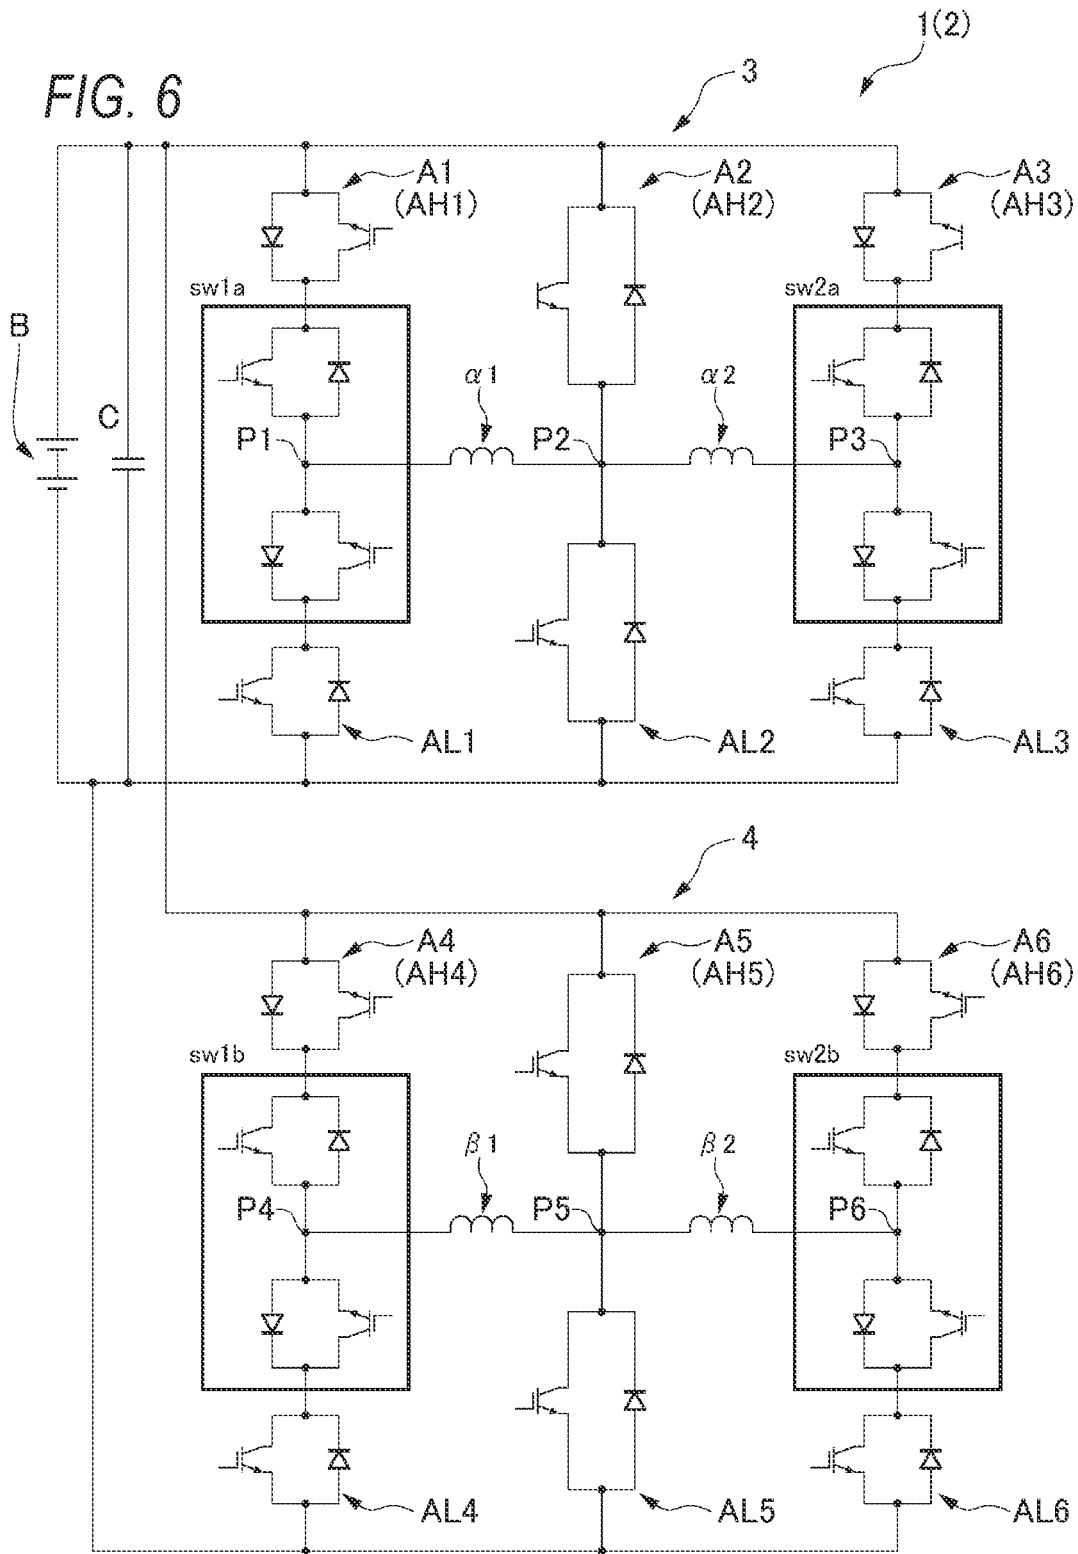 1(2)
FIG. 6
3
A1
(AH1)
A2
(AH2)
A3
(AH3)
sw1a
sw2a
B
C
α1
α2
P1
P2
P3
AL1
AL2
AL3
4
A4
(AH4)
A5
(AH5)
A6
(AH6)
sw1b
sw2b
β1
β2
P4
P5
P6
AL4
AL5
AL6